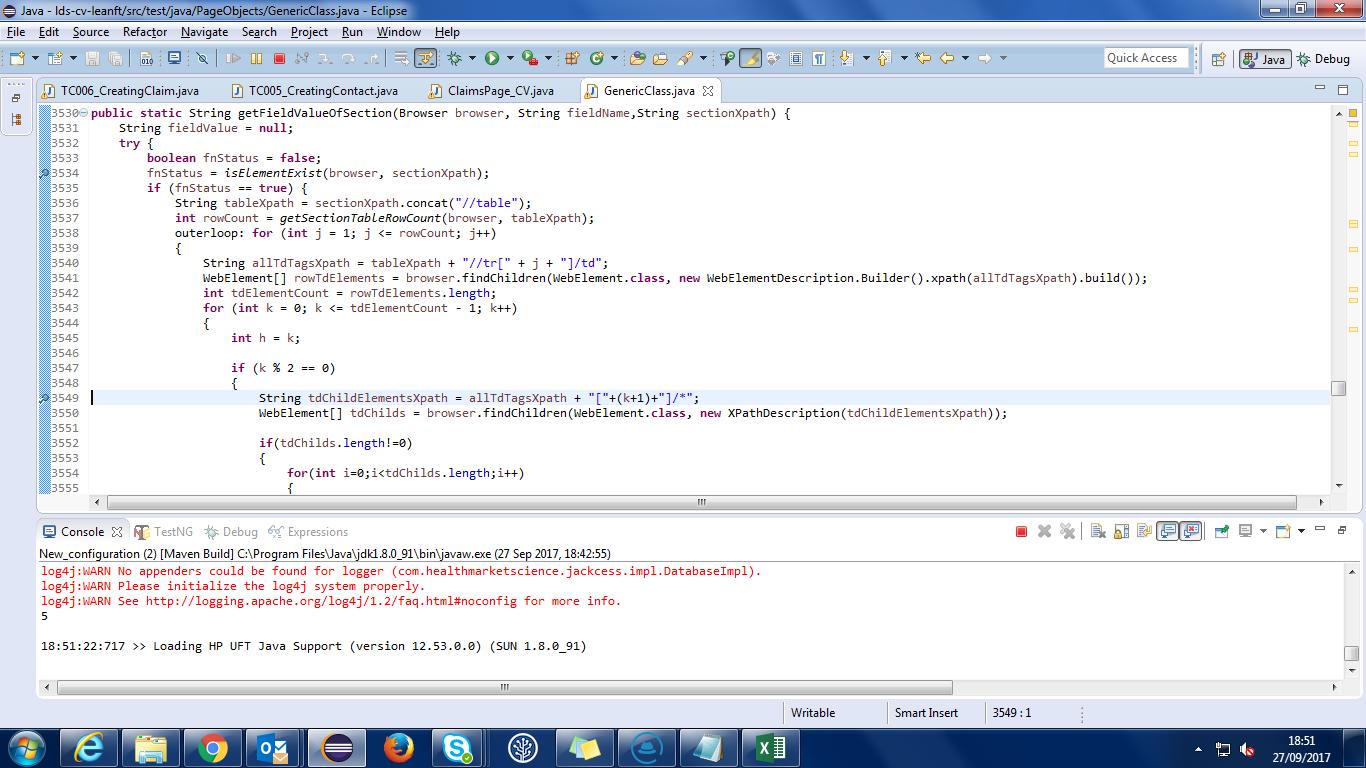 Java - lds-cv-leanft/src/test/java/PageObjects/GenericClass.java - Eclipse
File Edit Source Refactor Navigate Search Project Run Window Help
Quick Access Java Debug
TC006_CreatingClaim.java TC005_CreatingContact.java ClaimsPage_CV.java GenericClass.java
3530 public static String getFieldValueOfSection(Browser browser, String fieldName,String sectionXpath) {
3531 String fieldValue = null;
3532 try {
3533 boolean fnStatus = false;
3534 fnStatus = isElementExist(browser, sectionXpath);
3535 if (fnStatus == true) {
3536 String tableXpath = sectionXpath.concat("//table");
3537 int rowCount = getSectionTableRowCount(browser, tableXpath);
3538 outerloop: for (int j = 1; j <= rowCount; j++)
3539 {
3540 String allTdTagsXpath = tableXpath + "//tr[" + j + "]/td";
3541 WebElement[] rowTdElements = browser.findChildren(WebElement.class, new WebElementDescription.Builder().xpath(allTdTagsXpath).build());
3542 int tdElementCount = rowTdElements.length;
3543 for (int k = 0; k <= tdElementCount - 1; k++)
3544 {
3545 int h = k;
3546
3547 if (k % 2 == 0)
3548 {
3549 String tdChildElementsXpath = allTdTagsXpath + "["+(k+1)+"]/*";
3550 WebElement[] tdChilds = browser.findChildren(WebElement.class, new XPathDescription(tdChildElementsXpath));
3551
3552 if(tdChilds.length!=0)
3553 {
3554 for(int i=0;i<tdChilds.length;i++)
3555 {
Console TestNG Debug Expressions
New_configuration (2) [Maven Build] C:\Program Files\Java\jdk1.8.0_91\bin\javaw.exe (27 Sep 2017, 18:42:55)
log4j:WARN No appenders could be found for logger (com.healthmarketscience.jackcess.impl.DatabaseImpl).
log4j:WARN Please initialize the log4j system properly.
log4j:WARN See http://logging.apache.org/log4j/1.2/faq.html#noconfig for more info.
5
18:51:22:717 >> Loading HP UFT Java Support (version 12.53.0.0) (SUN 1.8.0_91)
Writable Smart Insert 3549 : 1
18:51
27/09/2017